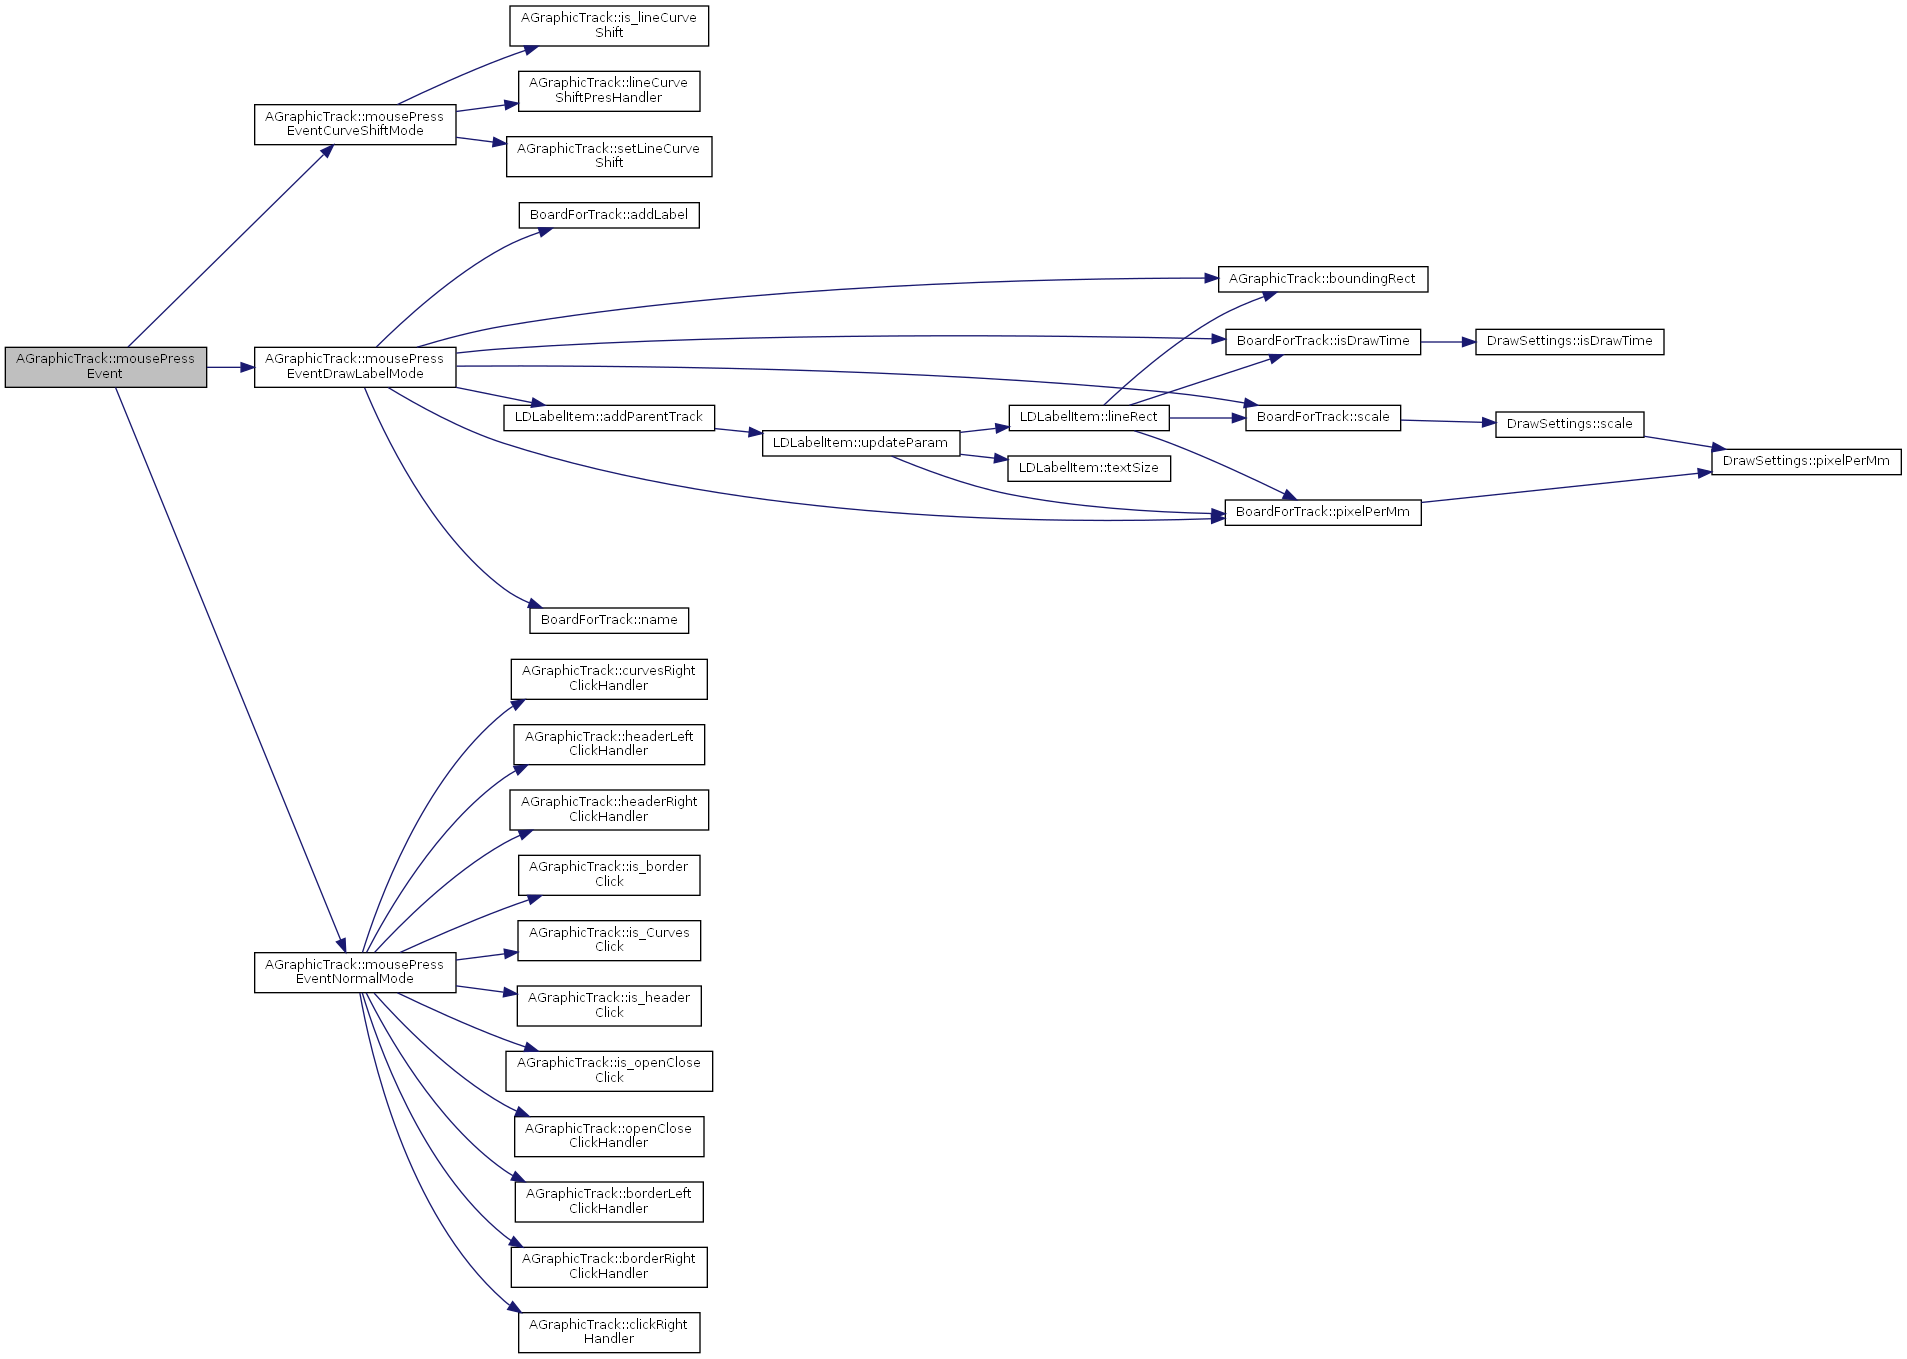 AGraphicTrack::is_lineCurve
Shift
AGraphicTrack::lineCurve
ShiftPresHandler
AGraphicTrack::mousePress
EventCurveShiftMode
AGraphicTrack::setLineCurve
Shift
BoardForTrack::addLabel
AGraphicTrack::boundingRect
BoardForTrack::isDrawTime
DrawSettings::isDrawTime
AGraphicTrack::mousePress
Event
AGraphicTrack::mousePress
EventDrawLabelMode
LDLabelItem::addParentTrack
LDLabelItem::lineRect
BoardForTrack::scale
DrawSettings::scale
LDLabelItem::updateParam
DrawSettings::pixelPerMm
LDLabelItem::textSize
BoardForTrack::pixelPerMm
BoardForTrack::name
AGraphicTrack::curvesRight
ClickHandler
AGraphicTrack::headerLeft
ClickHandler
AGraphicTrack::headerRight
ClickHandler
AGraphicTrack::is_border
Click
AGraphicTrack::is_Curves
Click
AGraphicTrack::mousePress
EventNormalMode
AGraphicTrack::is_header
Click
AGraphicTrack::is_openClose
Click
AGraphicTrack::openClose
ClickHandler
AGraphicTrack::borderLeft
ClickHandler
AGraphicTrack::borderRight
ClickHandler
AGraphicTrack::clickRight
Handler